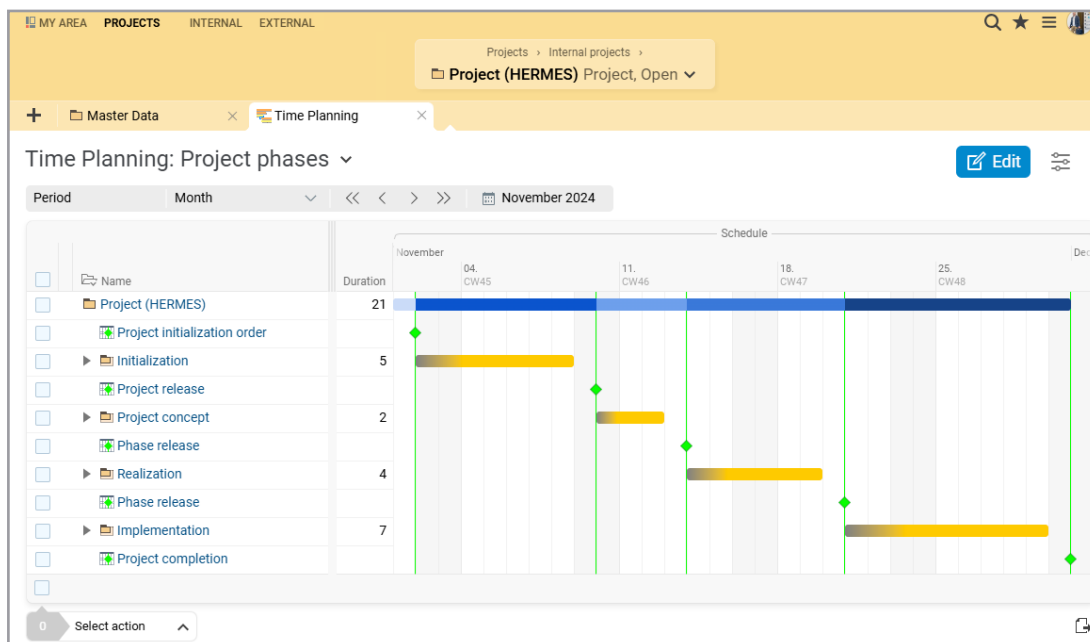 MY AREA PROJECTS INTERNAL EXTERNAL
Projects › Internal projects ›
Project (HERMES) Project, Open
Master Data Time Planning
Time Planning: Project phases
Edit
Period Month November 2024
Schedule
November Dec
04. 11. 18. 25.
CW45 CW46 CW47 CW48
Name Duration
Project (HERMES) 21
Project initialization order
Initialization 5
Project release
Project concept 2
Phase release
Realization 4
Phase release
Implementation 7
Project completion
0 Select action